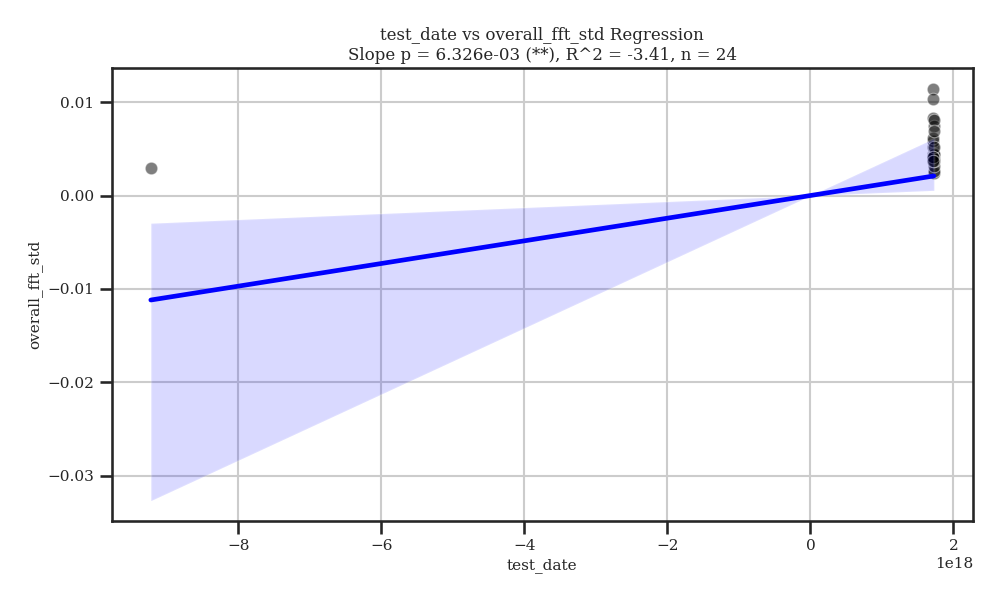 test_date vs overall_fft_std Regression
Slope p = 6.326e-03 (**), R^2 = -3.41, n = 24
0.01
0.00
−0.01
−0.02
−0.03
overall_fft_std
−8
−6
−4
−2
0
2
1e18
test_date